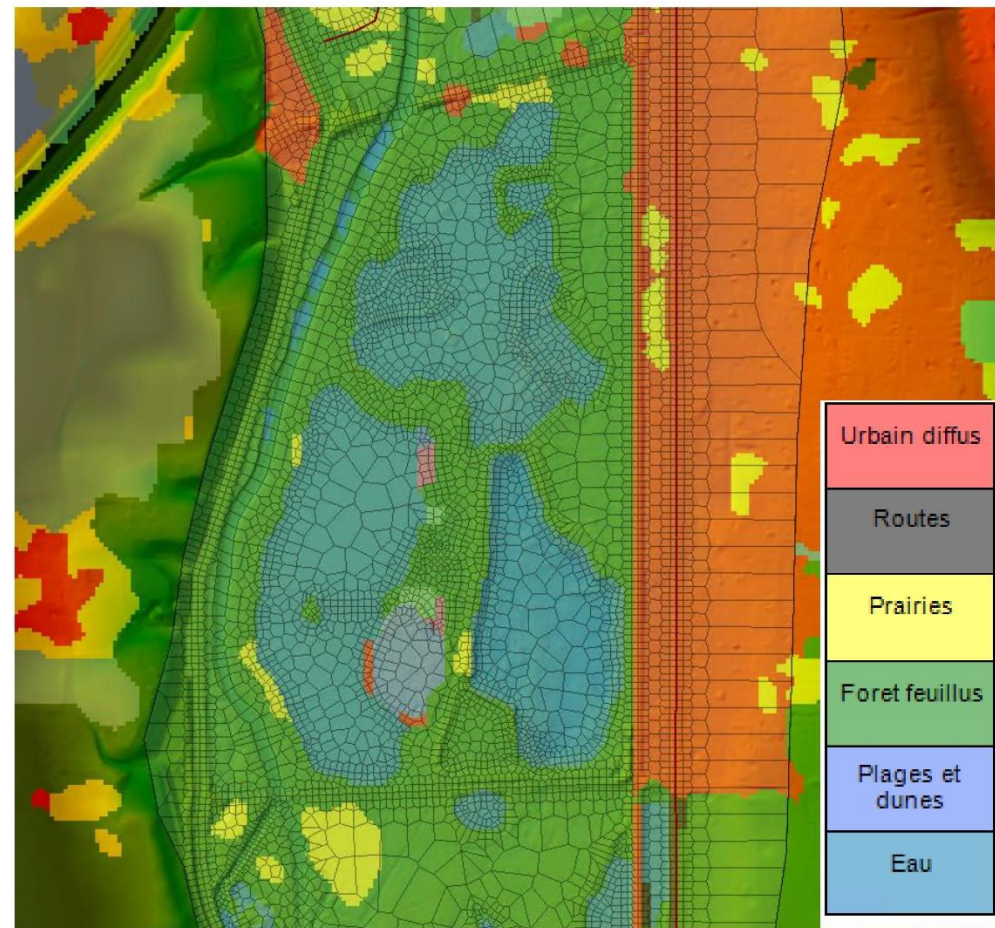 Urbain diffus
Routes
Prairies
Foret feuillus
Plages et
dunes
Eau